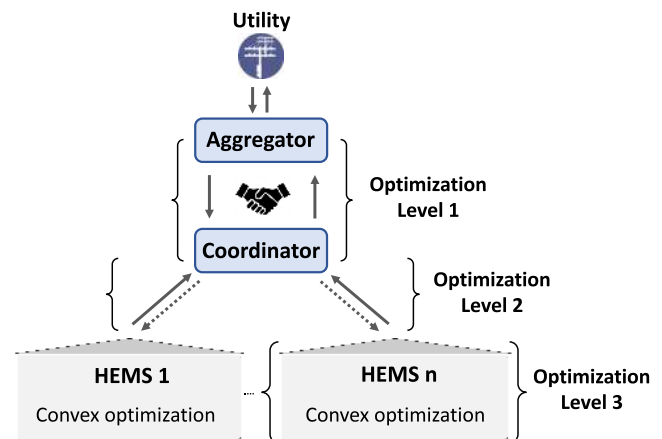 Utility
Aggregator
Optimization
Level 1
Coordinator
Optimization
Level 2
HEMS 1
Convex optimization
...
HEMS n
Convex optimization
Optimization
Level 3